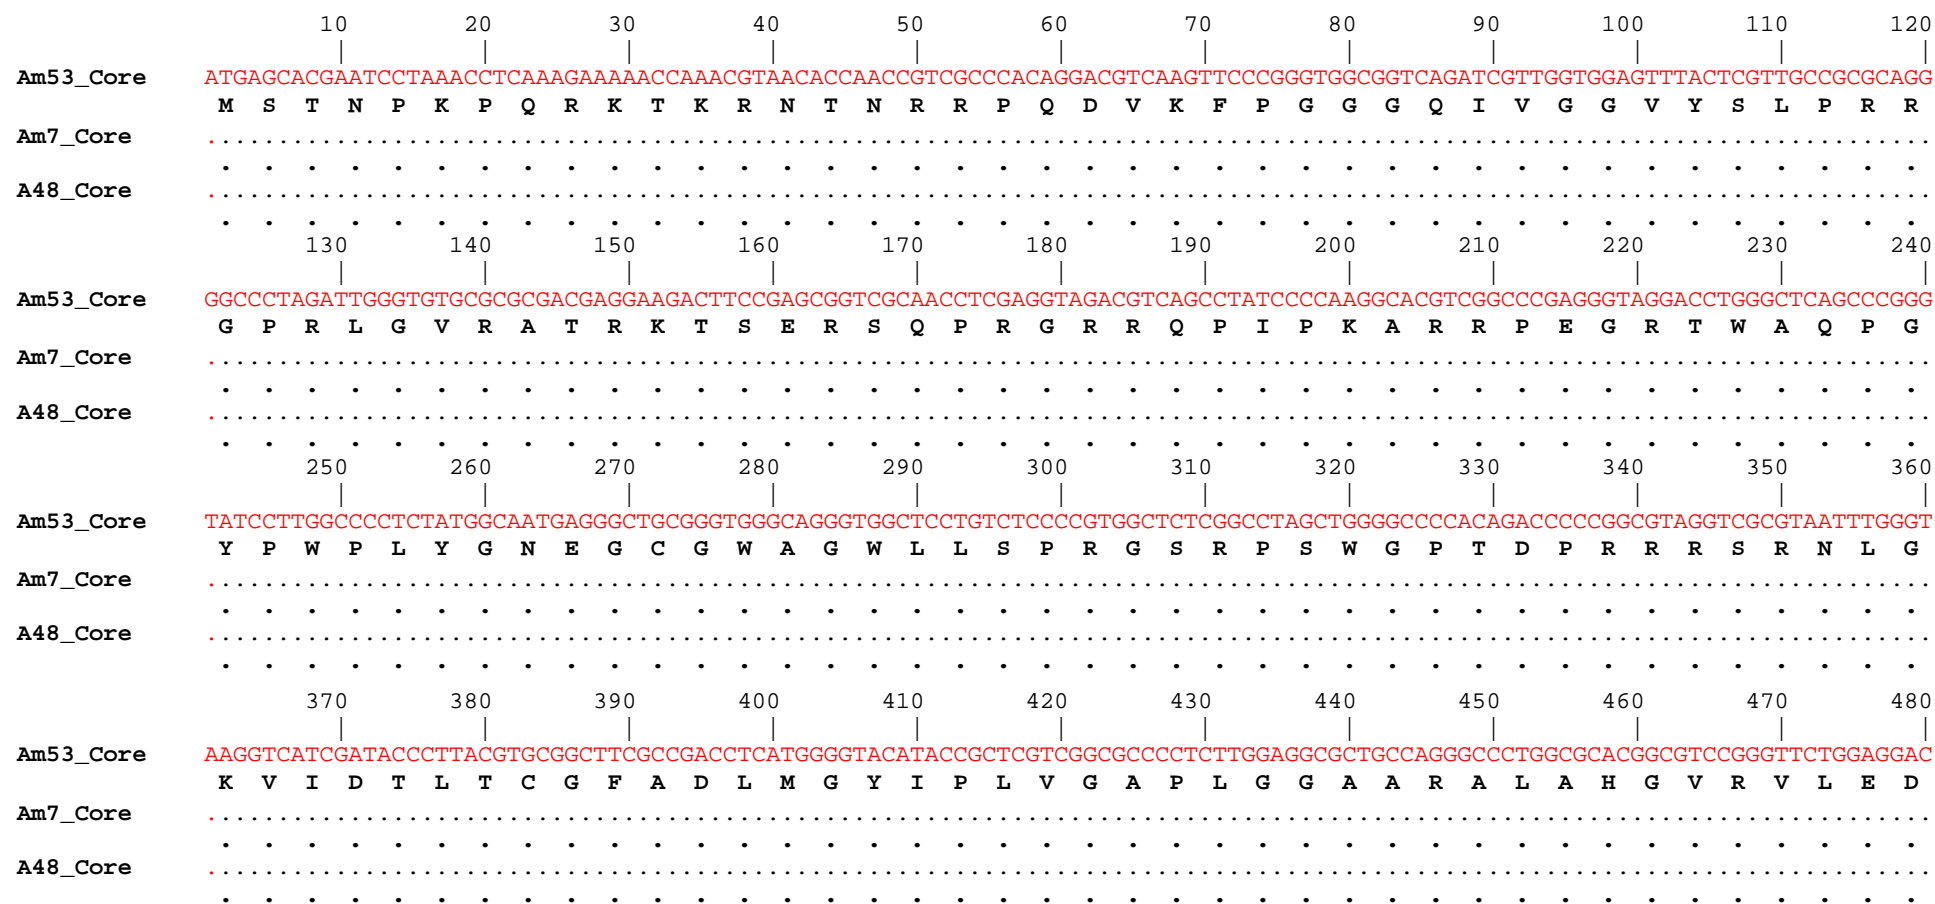 10 20 30 40 50 60 70 80 90 100 110 120
| | | | | | | | | | | |
Am53_Core ATGAGCACGAATCCTAAACCTCAAAGAAAAACCAAACGTAACACCAACCGTCGCCCACAGGACGTCAAGTTCCCGGGTGGCGGTCAGATCGTTGGTGGAGTTTACTCGTTGCCGCGCAGG
M S T N P K P Q R K T K R N T N R R P Q D V K F P G G G Q I V G G V Y S L P R R
Am7_Core ........................................................................................................................
. . . . . . . . . . . . . . . . . . . . . . . . . . . . . . . . . . . . . . . .
A48_Core ........................................................................................................................
. . . . . . . . . . . . . . . . . . . . . . . . . . . . . . . . . . . . . . . .
130 140 150 160 170 180 190 200 210 220 230 240
| | | | | | | | | | | |
Am53_Core GGCCCTAGATTGGGTGTGCGCGCGACGAGGAAGACTTCCGAGCGGTCGCAACCTCGAGGTAGACGTCAGCCTATCCCCAAGGCACGTCGGCCCGAGGGTAGGACCTGGGCTCAGCCCGGG
G P R L G V R A T R K T S E R S Q P R G R R Q P I P K A R R P E G R T W A Q P G
Am7_Core ........................................................................................................................
. . . . . . . . . . . . . . . . . . . . . . . . . . . . . . . . . . . . . . . .
A48_Core ........................................................................................................................
. . . . . . . . . . . . . . . . . . . . . . . . . . . . . . . . . . . . . . . .
250 260 270 280 290 300 310 320 330 340 350 360
| | | | | | | | | | | |
Am53_Core TATCCTTGGCCCCTCTATGGCAATGAGGGCTGCGGGTGGGCAGGGTGGCTCCTGTCTCCCCGTGGCTCTCGGCCTAGCTGGGGCCCCACAGACCCCCGGCGTAGGTCGCGTAATTTGGGT
Y P W P L Y G N E G C G W A G W L L S P R G S R P S W G P T D P R R R S R N L G
Am7_Core ........................................................................................................................
. . . . . . . . . . . . . . . . . . . . . . . . . . . . . . . . . . . . . . . .
A48_Core ........................................................................................................................
. . . . . . . . . . . . . . . . . . . . . . . . . . . . . . . . . . . . . . . .
370 380 390 400 410 420 430 440 450 460 470 480
| | | | | | | | | | | |
Am53_Core AAGGTCATCGATACCCTTACGTGCGGCTTCGCCGACCTCATGGGGTACATACCGCTCGTCGGCGCCCCTCTTGGAGGCGCTGCCAGGGCCCTGGCGCACGGCGTCCGGGTTCTGGAGGAC
K V I D T L T C G F A D L M G Y I P L V G A P L G G A A R A L A H G V R V L E D
Am7_Core ........................................................................................................................
. . . . . . . . . . . . . . . . . . . . . . . . . . . . . . . . . . . . . . . .
A48_Core ........................................................................................................................
. . . . . . . . . . . . . . . . . . . . . . . . . . . . . . . . . . . . . . . .